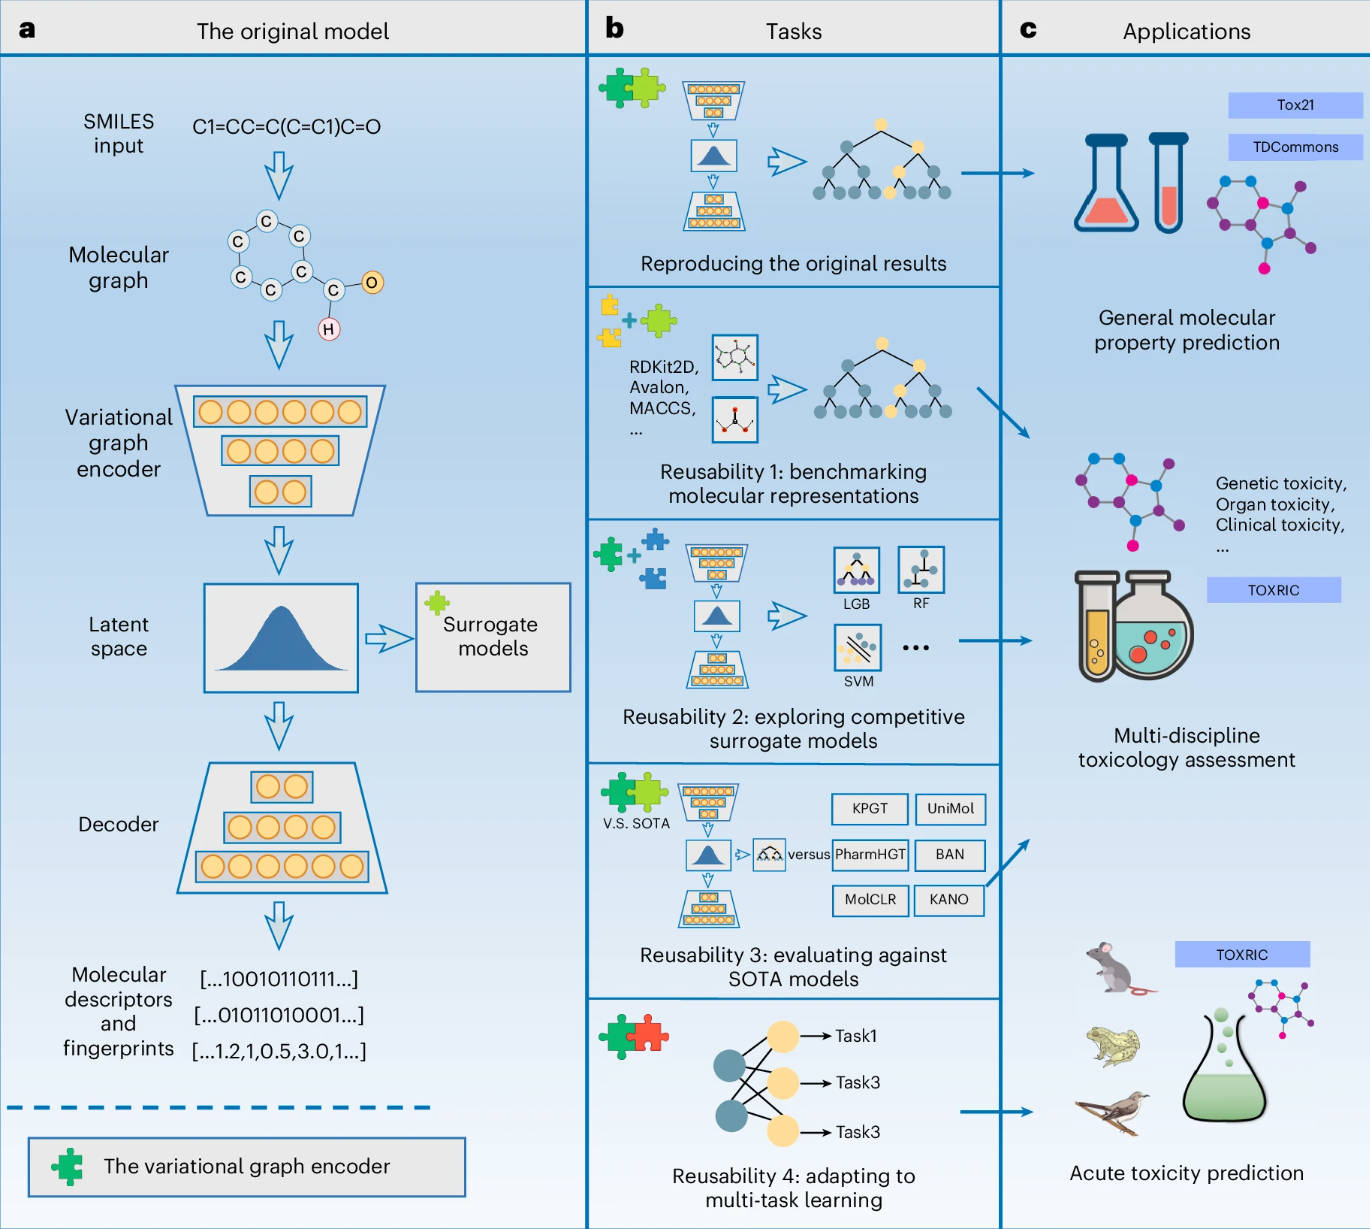 a
The original model
SMILES
input
C1=CC=C(C=C1)C=O
C
C
C
C
C
C
C
O
H
Molecular
graph
Variational
graph
encoder
Latent
space
Surrogate
models
Decoder
Molecular
descriptors
and
fingerprints
[...10010110111...]
[...01011010001...]
[...1.2,1,0.5,3.0,1...]
The variational graph encoder
b
Tasks
Reproducing the original results
RDKit2D,
Avalon,
MACCS,
...
Reusability 1: benchmarking
molecular representations
LGB
RF
SVM
Reusability 2: exploring competitive
surrogate models
V.S. SOTA
versus
KPGT
UniMol
PharmHGT
BAN
MolCLR
KANO
Reusability 3: evaluating against
SOTA models
Task1
Task3
Task3
Reusability 4: adapting to
multi-task learning
c
Applications
Tox21
TDCommons
General molecular
property prediction
Genetic toxicity,
Organ toxicity,
Clinical toxicity,
...
TOXRIC
Multi-discipline
toxicology assessment
TOXRIC
Acute toxicity prediction